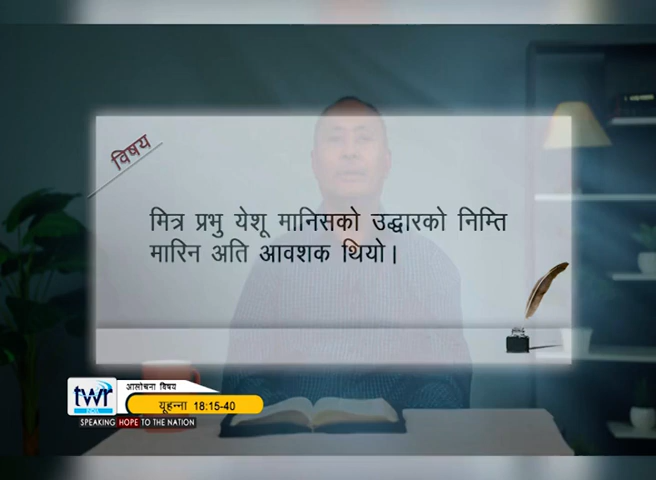 विषय
मित्र प्रभु येशू मानिसको उद्धारको निम्ति
मारिन अति आवशक थियो।
twr
आसोचना विषय
यूहन्ना 18:15-40
SPEAKING HOPE TO THE NATION